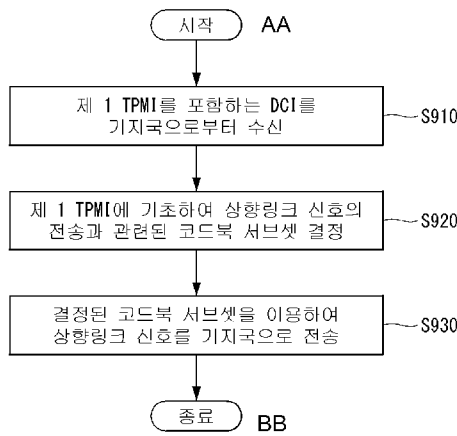 시작 AA
제 1 TPMI를 포함하는 DCI를
기지국으로부터 수신
S910
제 1 TPMI에 기초하여 상향링크 신호의
전송과 관련된 코드북 서브셋 결정
S920
결정된 코드북 서브셋을 이용하여
상향링크 신호를 기지국으로 전송
S930
종료 BB